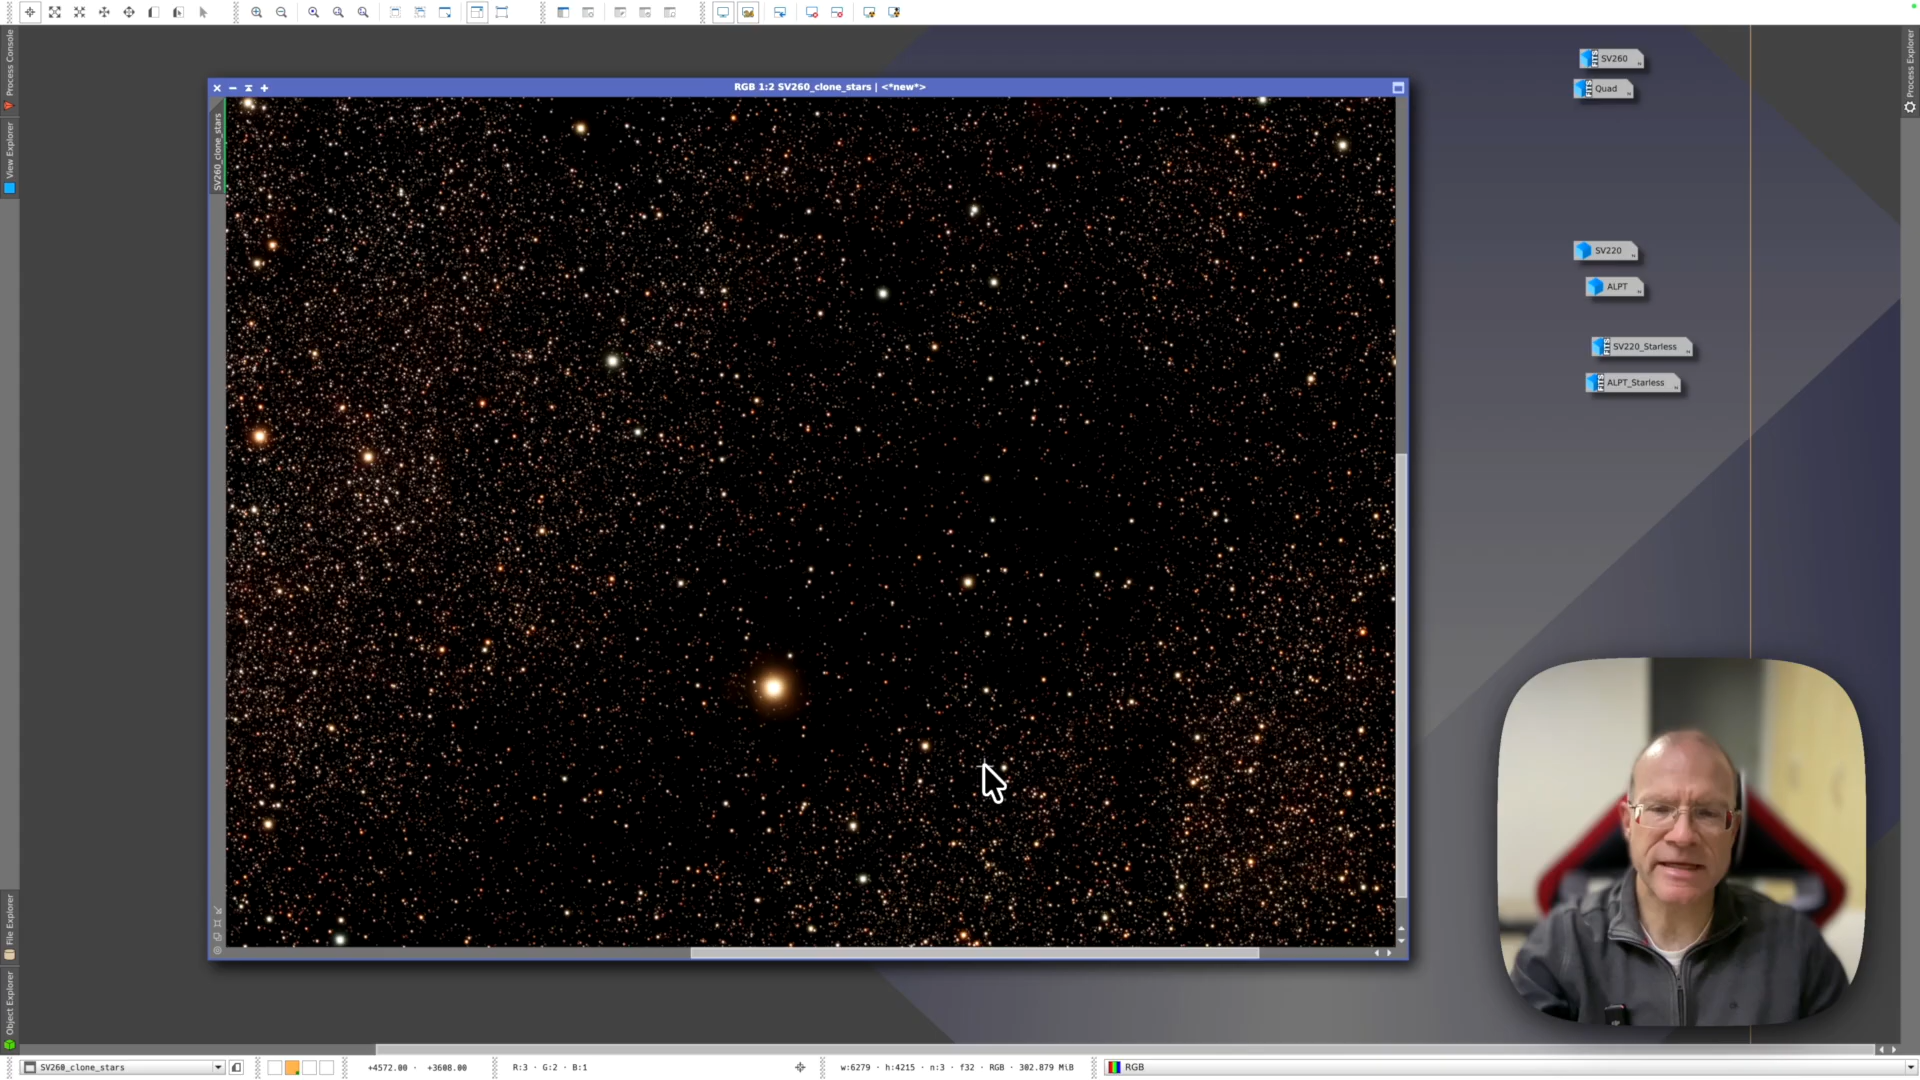 Process Console
View Explorer
File Explorer
Object Explorer
Process Explorer
RGB 1:2 SV260_clone_stars | <*new*>
SV260_clone_stars
SV260
Quad
SV220
ALPT
SV220_Starless
ALPT_Starless
SV260_clone_stars
+4572.00 · +3608.00
R:3 · G:2 · B:1
w:6279 · h:4215 · n:3 · f32 · RGB · 302.879 MiB
RGB